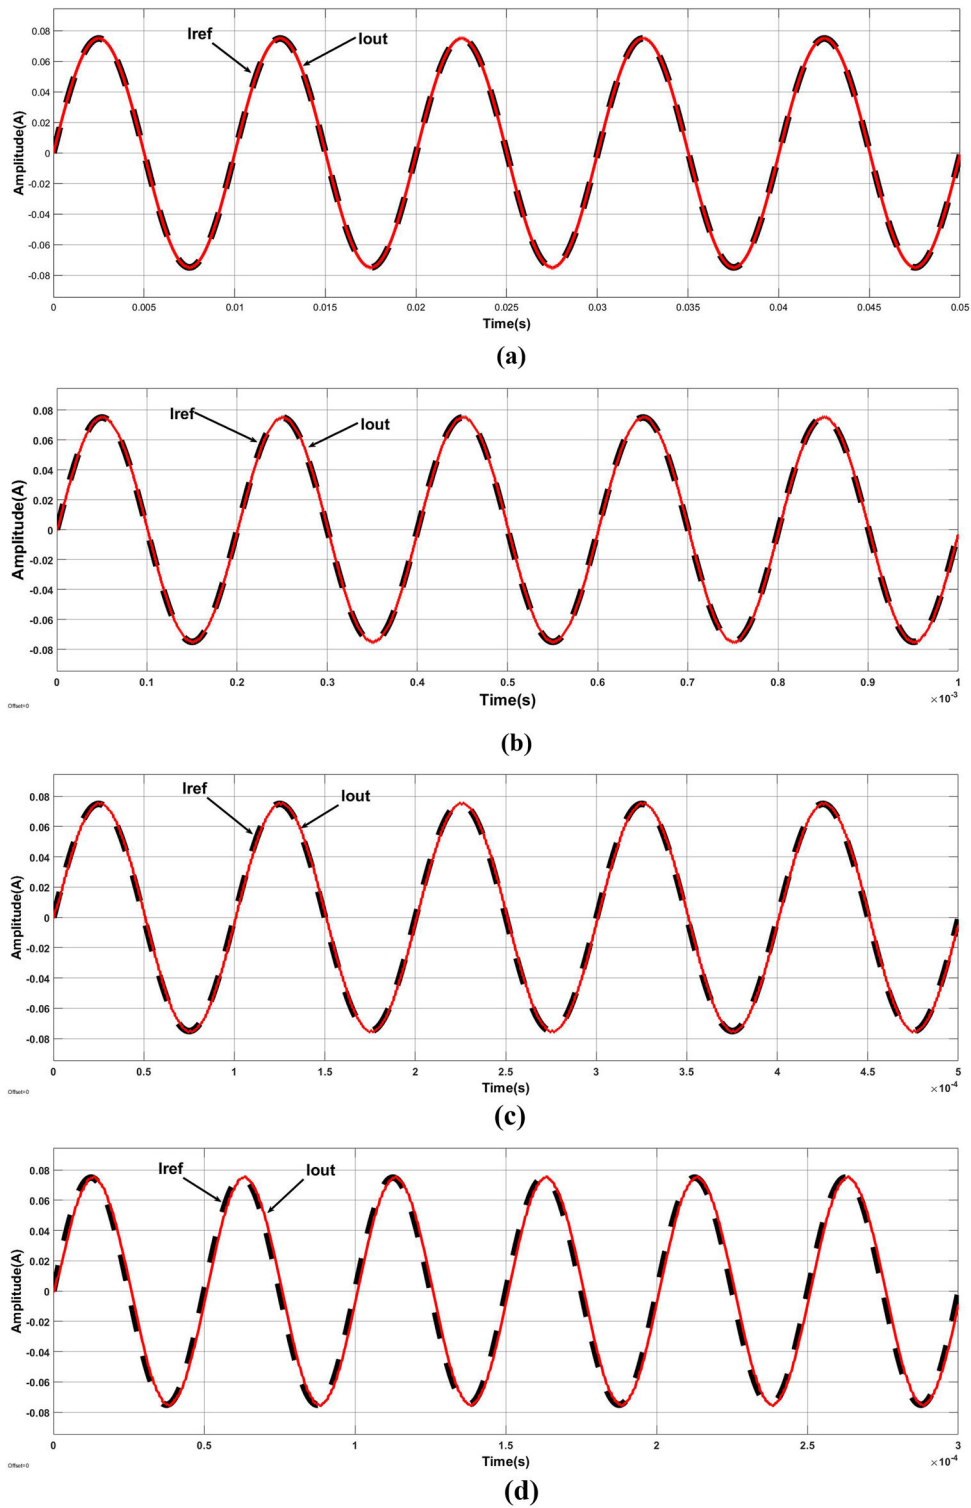 Iref
Iout
0.08
0.06
0.04
0.02
0
-0.02
-0.04
-0.06
-0.08
Amplitude(A)
0 0.005 0.01 0.015 0.02 0.025 0.03 0.035 0.04 0.045 0.05
Time(s)
(a)
Iref
Iout
0.08
0.06
0.04
0.02
0
-0.02
-0.04
-0.06
-0.08
Amplitude(A)
0 0.1 0.2 0.3 0.4 0.5 0.6 0.7 0.8 0.9 1
Time(s)
×10-3
Offset=0
(b)
Iref
Iout
0.08
0.06
0.04
0.02
0
-0.02
-0.04
-0.06
-0.08
Amplitude(A)
0 0.5 1 1.5 2 2.5 3 3.5 4 4.5 5
Time(s)
×10-4
Offset=0
(c)
Iref
Iout
0.08
0.06
0.04
0.02
0
-0.02
-0.04
-0.06
-0.08
Amplitude(A)
0 0.5 1 1.5 2 2.5 3
Time(s)
×10-4
Offset=0
(d)